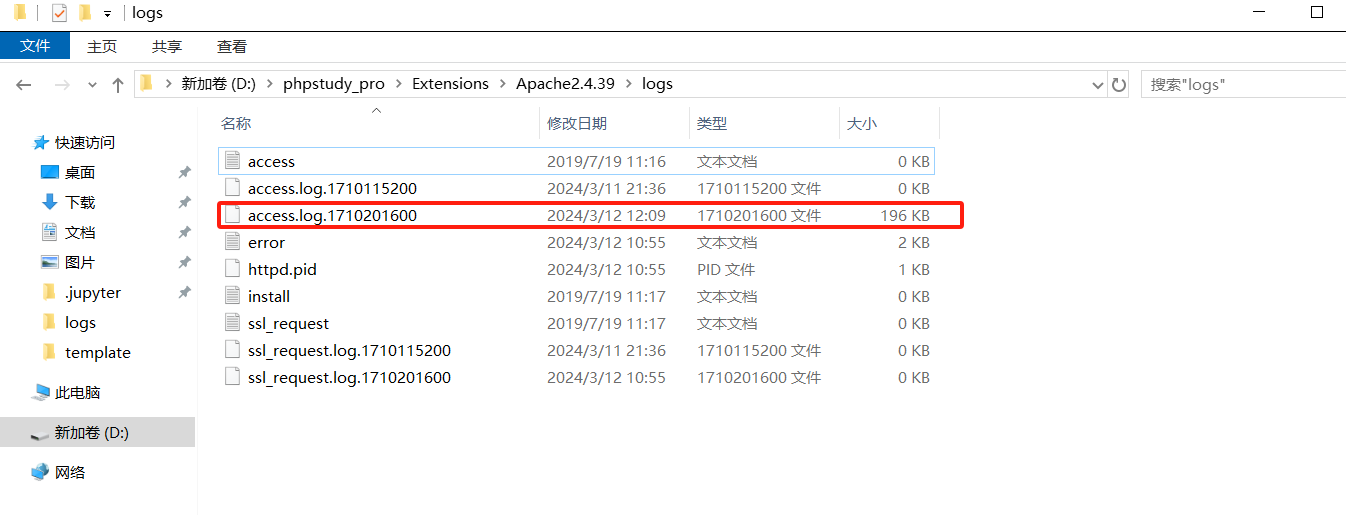 logs
文件 主页 共享 查看
新加卷 (D:) phpstudy_pro Extensions Apache2.4.39 logs 搜索"logs"
名称 修改日期 类型 大小
快速访问
桌面
下载
文档
图片
.jupyter
logs
template
此电脑
新加卷 (D:)
网络
access 2019/7/19 11:16 文本文档 0 KB
access.log.1710115200 2024/3/11 21:36 1710115200 文件 0 KB
access.log.1710201600 2024/3/12 12:09 1710201600 文件 196 KB
error 2024/3/12 10:55 文本文档 2 KB
httpd.pid 2024/3/12 10:55 PID 文件 1 KB
install 2019/7/19 11:17 文本文档 0 KB
ssl_request 2019/7/19 11:17 文本文档 0 KB
ssl_request.log.1710115200 2024/3/11 21:36 1710115200 文件 0 KB
ssl_request.log.1710201600 2024/3/12 10:55 1710201600 文件 0 KB